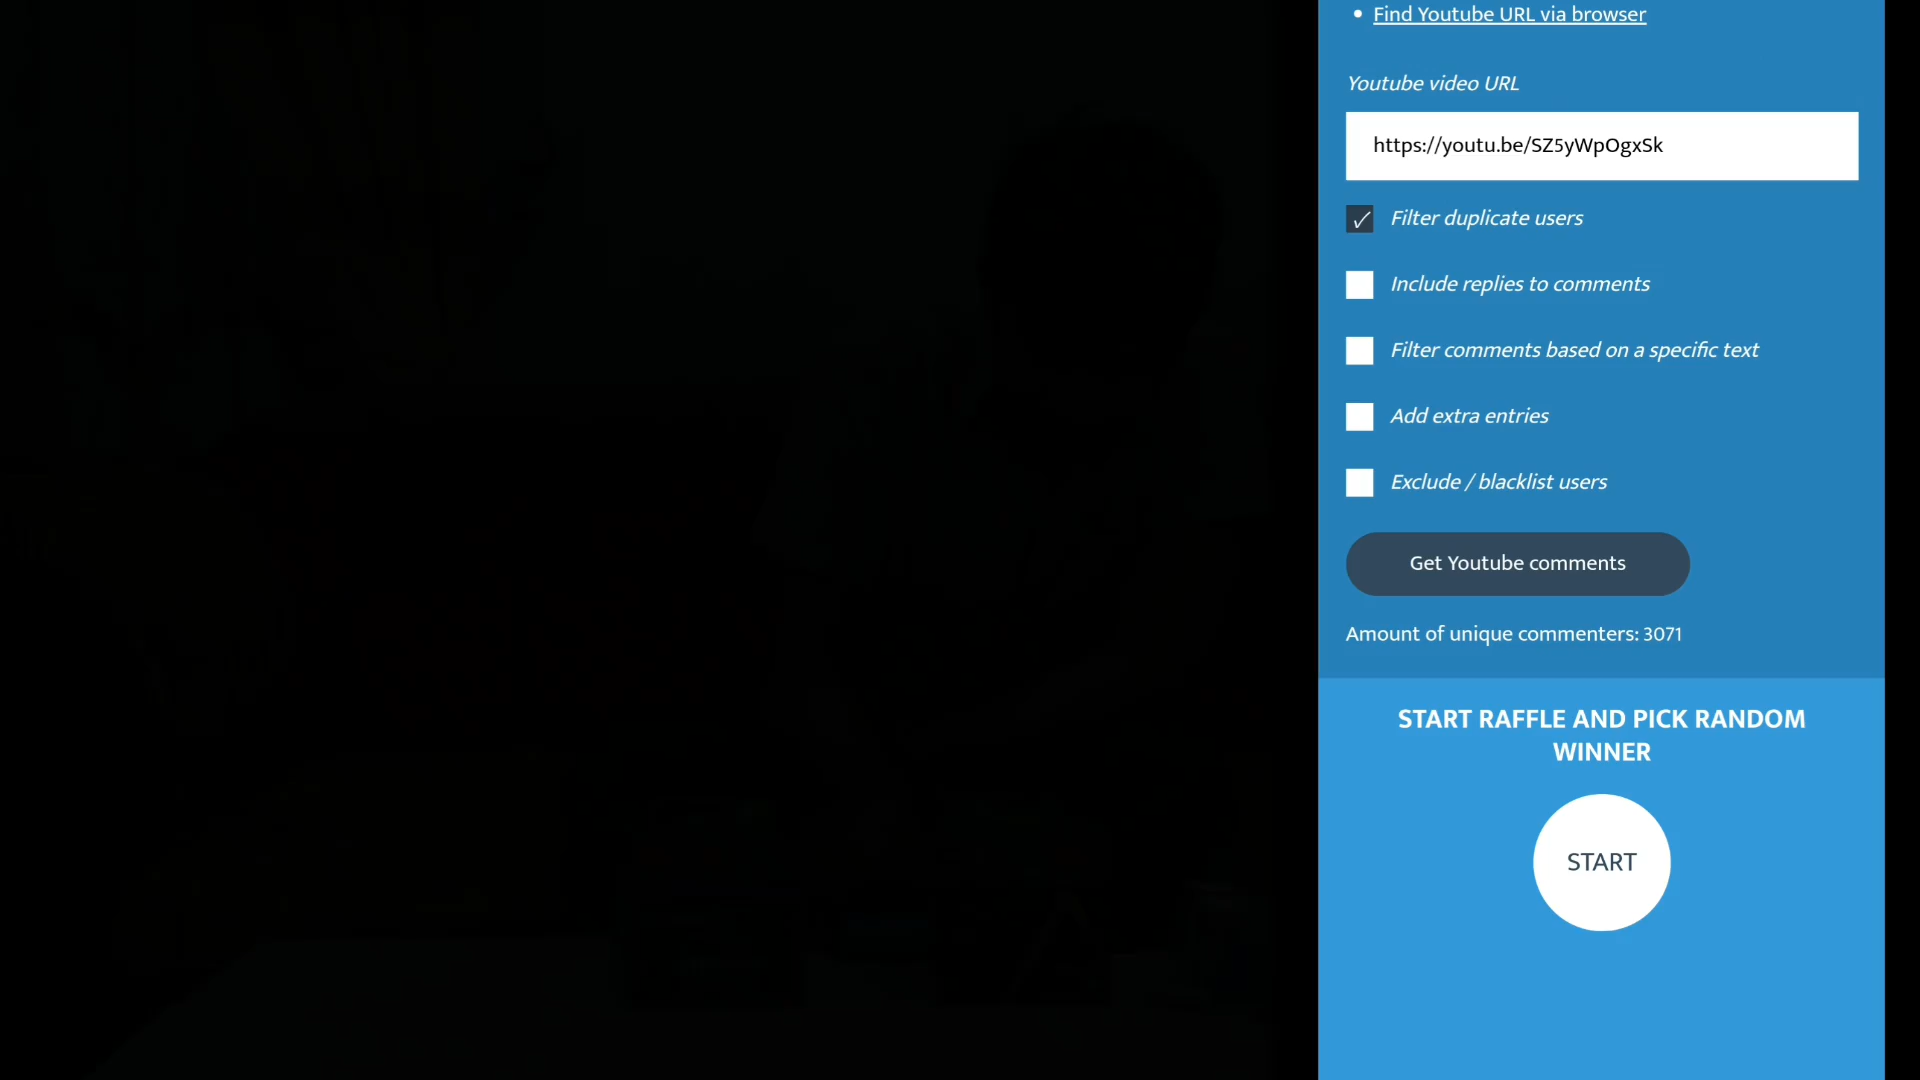 Find Youtube URL via browser
Youtube video URL
https://youtu.be/SZ5yWpOgxSk
Filter duplicate users
Include replies to comments
Filter comments based on a specific text
Add extra entries
Exclude / blacklist users
Get Youtube comments
Amount of unique commenters: 3071
START RAFFLE AND PICK RANDOM
WINNER
START